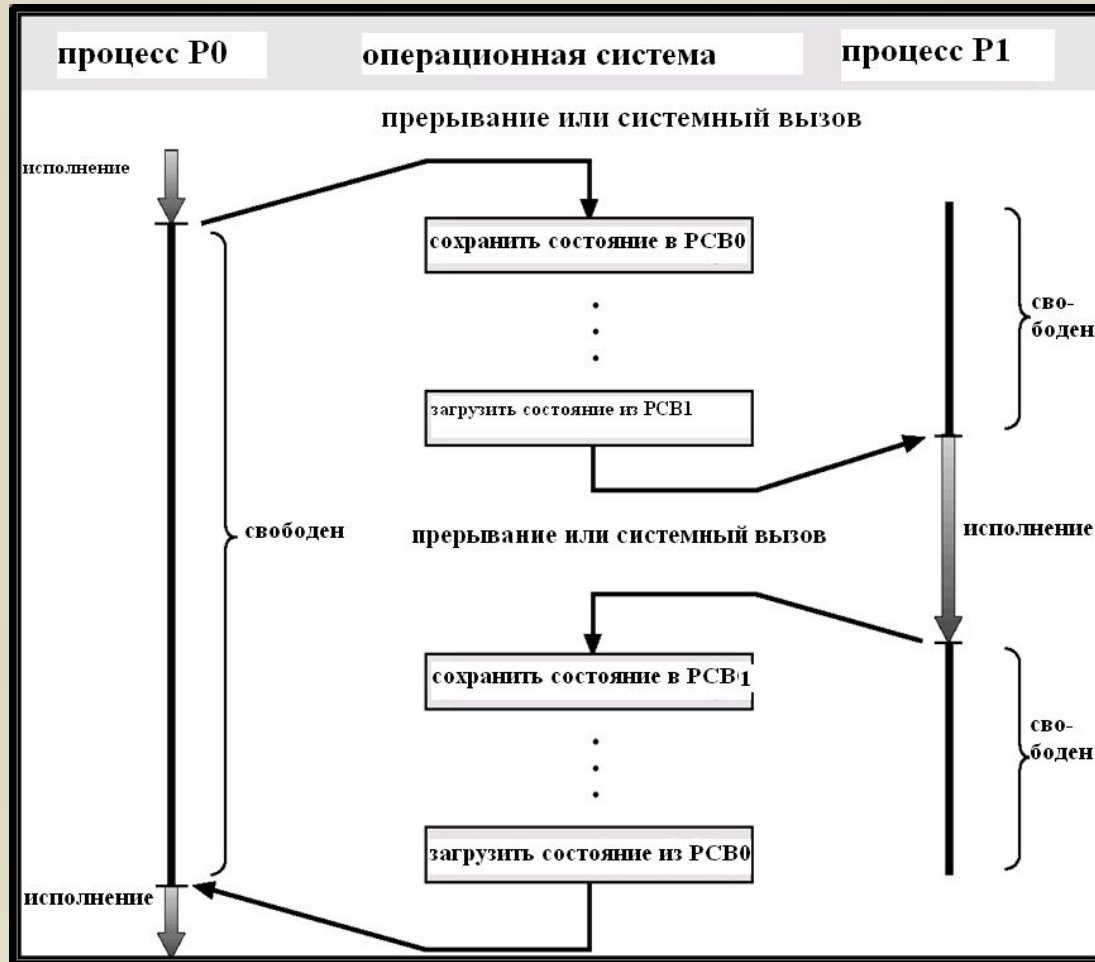 процесс P0
операционная система
процесс P1
прерывание или системный вызов
исполнение
сохранить состояние в PCB0
сво-
боден
загрузить состояние из PCB1
свободен
прерывание или системный вызов
исполнение
сохранить состояние в PCB1
сво-
боден
загрузить состояние из PCB0
исполнение